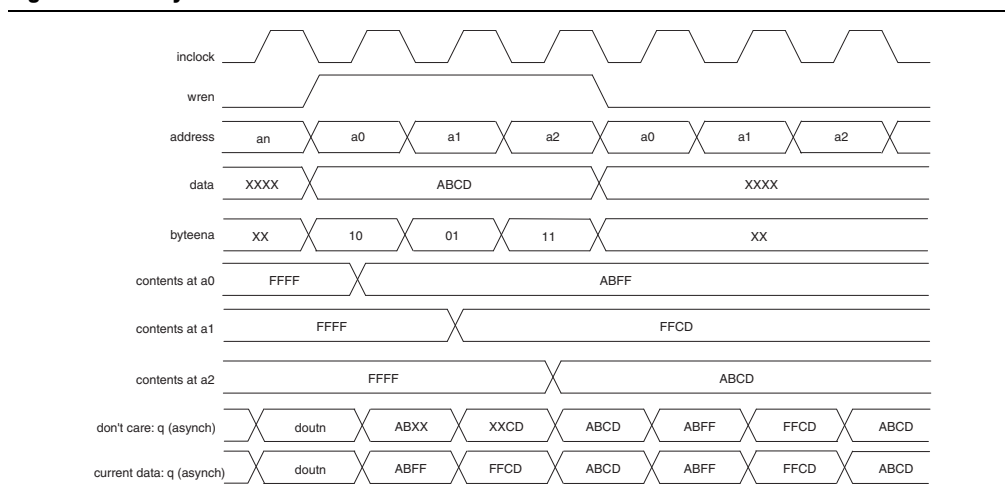 inclock
wren
address an a0 a1 a2 a0 a1 a2
data XXXX ABCD XXXX
byteena XX 10 01 11 XX
contents at a0 FFFF ABFF
contents at a1 FFFF FFCD
contents at a2 FFFF ABCD
don't care: q (asynch) doutn ABXX XXCD ABCD ABFF FFCD ABCD
current data: q (asynch) doutn ABFF FFCD ABCD ABFF FFCD ABCD